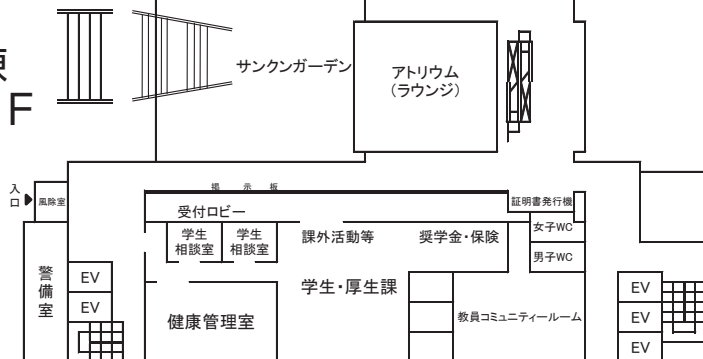 棟
F
サンクンガーデン
アトリウム
（ラウンジ）
入口
風除室
掲示板
受付ロビー
証明書発行機
学生
相談室
学生
相談室
課外活動等
奨学金・保険
女子WC
男子WC
警備室
EV
EV
学生・厚生課
健康管理室
教員コミュニティールーム
EV
EV
EV